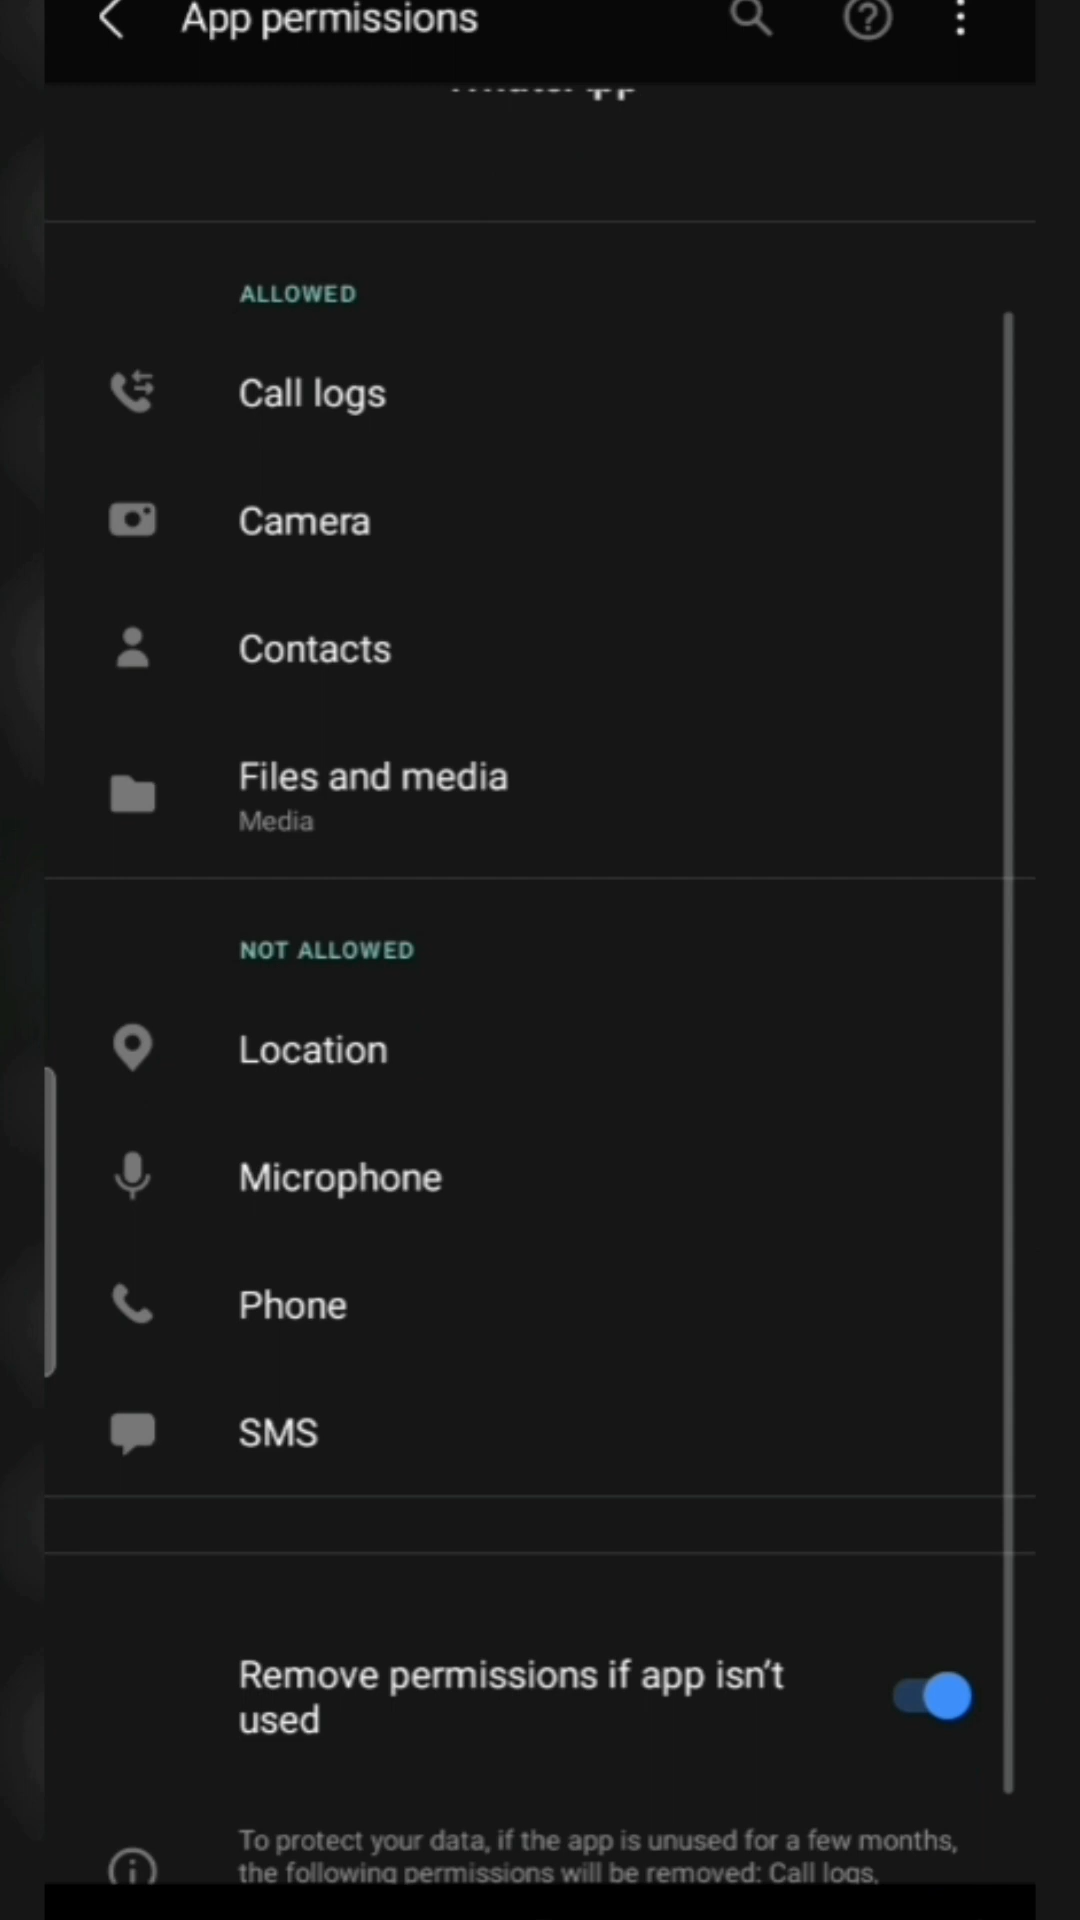 App permissions
WhatsApp
ALLOWED
Call logs
Camera
Contacts
Files and media
Media
NOT ALLOWED
Location
Microphone
Phone
SMS
Remove permissions if app isn't
used
To protect your data, if the app is unused for a few months,
the following permissions will be removed: Call logs,